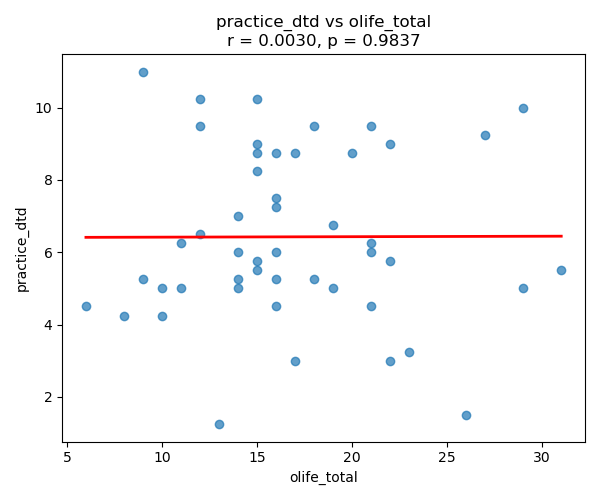 practice_dtd vs olife_total
r = 0.0030, p = 0.9837
10
8
6
4
2
practice_dtd
5 10 15 20 25 30
olife_total